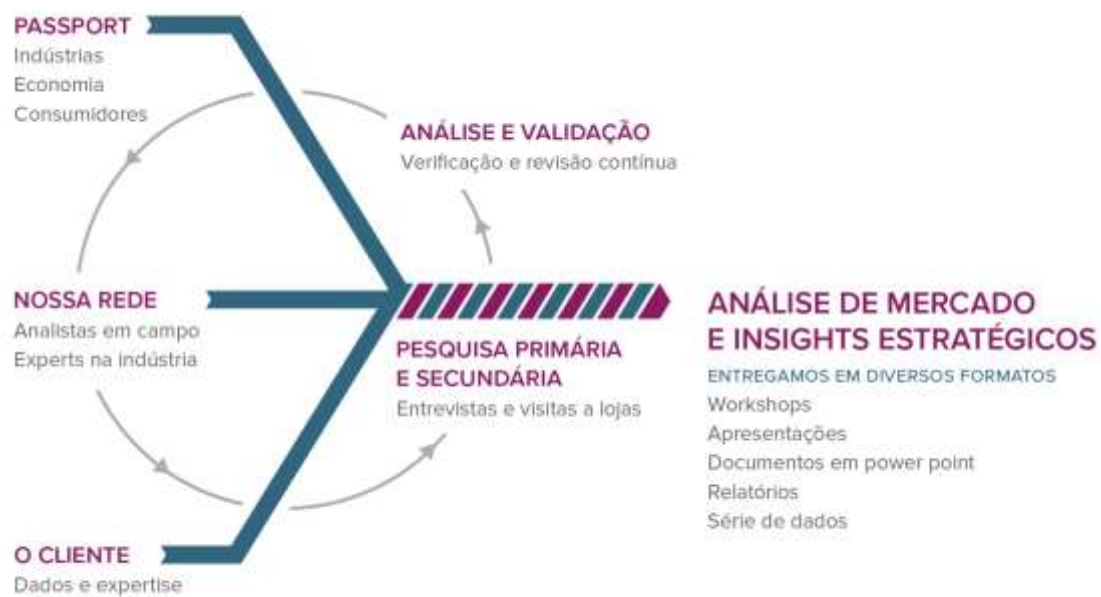 PASSPORT
Indústrias
Economia
Consumidores
ANÁLISE E VALIDAÇÃO
Verificação e revisão contínua
NOSSA REDE
Analistas em campo
Experts na indústria
PESQUISA PRIMÁRIA
E SECUNDÁRIA
Entrevistas e visitas a lojas
ANÁLISE DE MERCADO
E INSIGHTS ESTRATÉGICOS
ENTREGAMOS EM DIVERSOS FORMATOS
Workshops
Apresentações
Documentos em power point
Relatórios
Série de dados
O CLIENTE
Dados e expertise